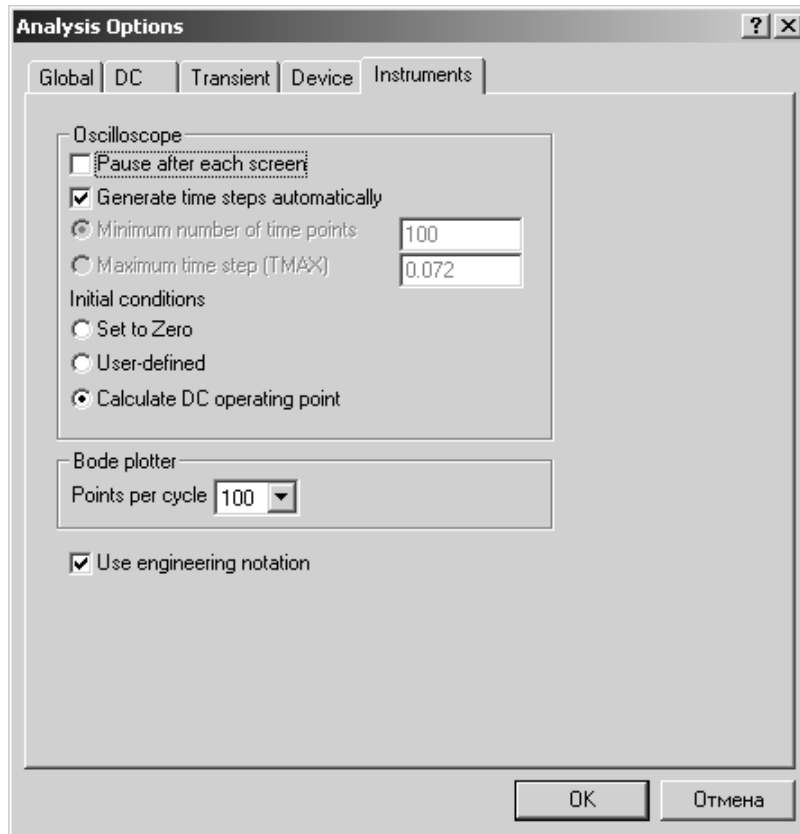 Analysis Options
Global DC Transient Device Instruments
Oscilloscope
Pause after each screen
Generate time steps automatically
Minimum number of time points 100
Maximum time step (TMAX) 0.072
Initial conditions
Set to Zero
User-defined
Calculate DC operating point
Bode plotter
Points per cycle 100
Use engineering notation
OK Отмена